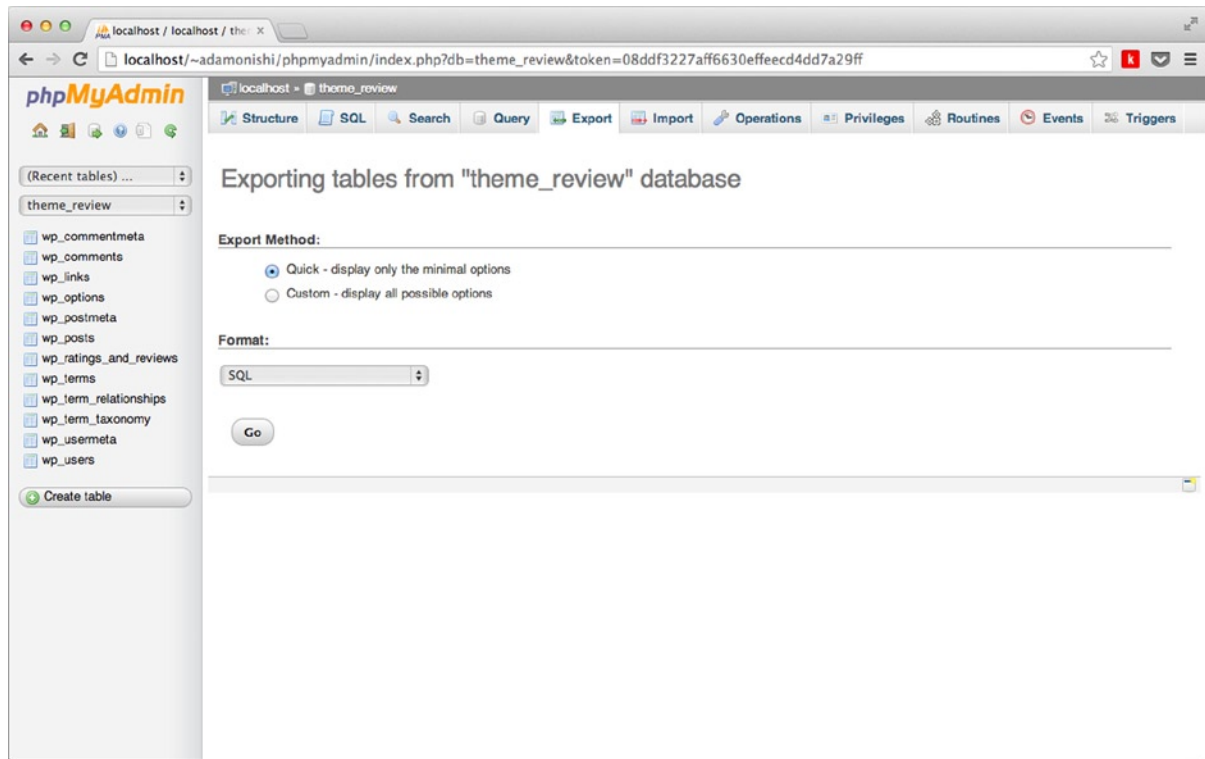 localhost / localhost / the
localhost/~adamonishi/phpmyadmin/index.php?db=theme_review&token=08ddf3227aff6630effeecd4dd7a29ff
phpMyAdmin
localhost » theme_review
Structure SQL Search Query Export Import Operations Privileges Routines Events Triggers
(Recent tables) ...
theme_review
wp_commentmeta
wp_comments
wp_links
wp_options
wp_postmeta
wp_posts
wp_ratings_and_reviews
wp_terms
wp_term_relationships
wp_term_taxonomy
wp_usermeta
wp_users
Create table
Exporting tables from "theme_review" database
Export Method:
Quick - display only the minimal options
Custom - display all possible options
Format:
SQL
Go